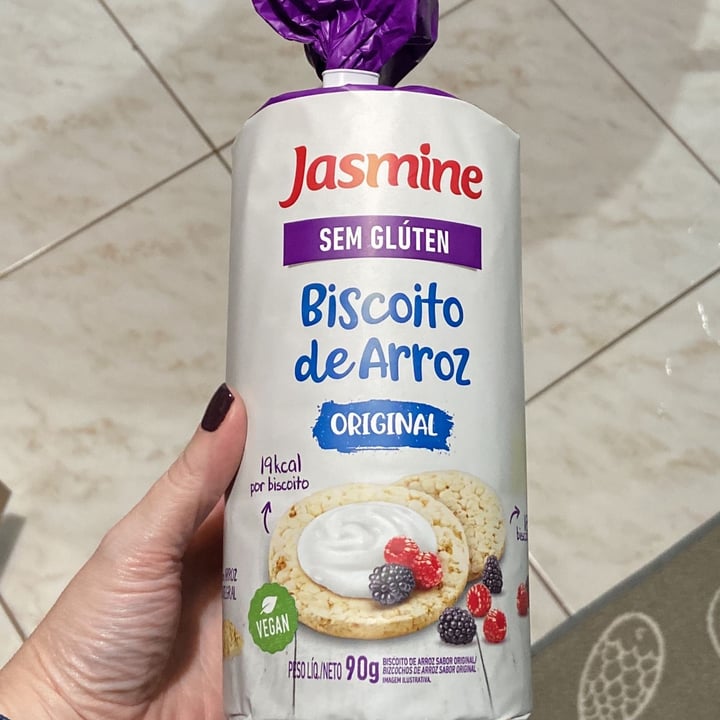 Jasmine
SEM GLÚTEN
Biscoito
de Arroz
ORIGINAL
19kcal
por biscoito
VEGAN
PESO LÍQ./NETO 90g
BISCOITO DE ARROZ SABOR ORIGINAL/
BIZCOCHOS DE ARROZ SABOR ORIGINAL
IMAGEM ILUSTRATIVA.